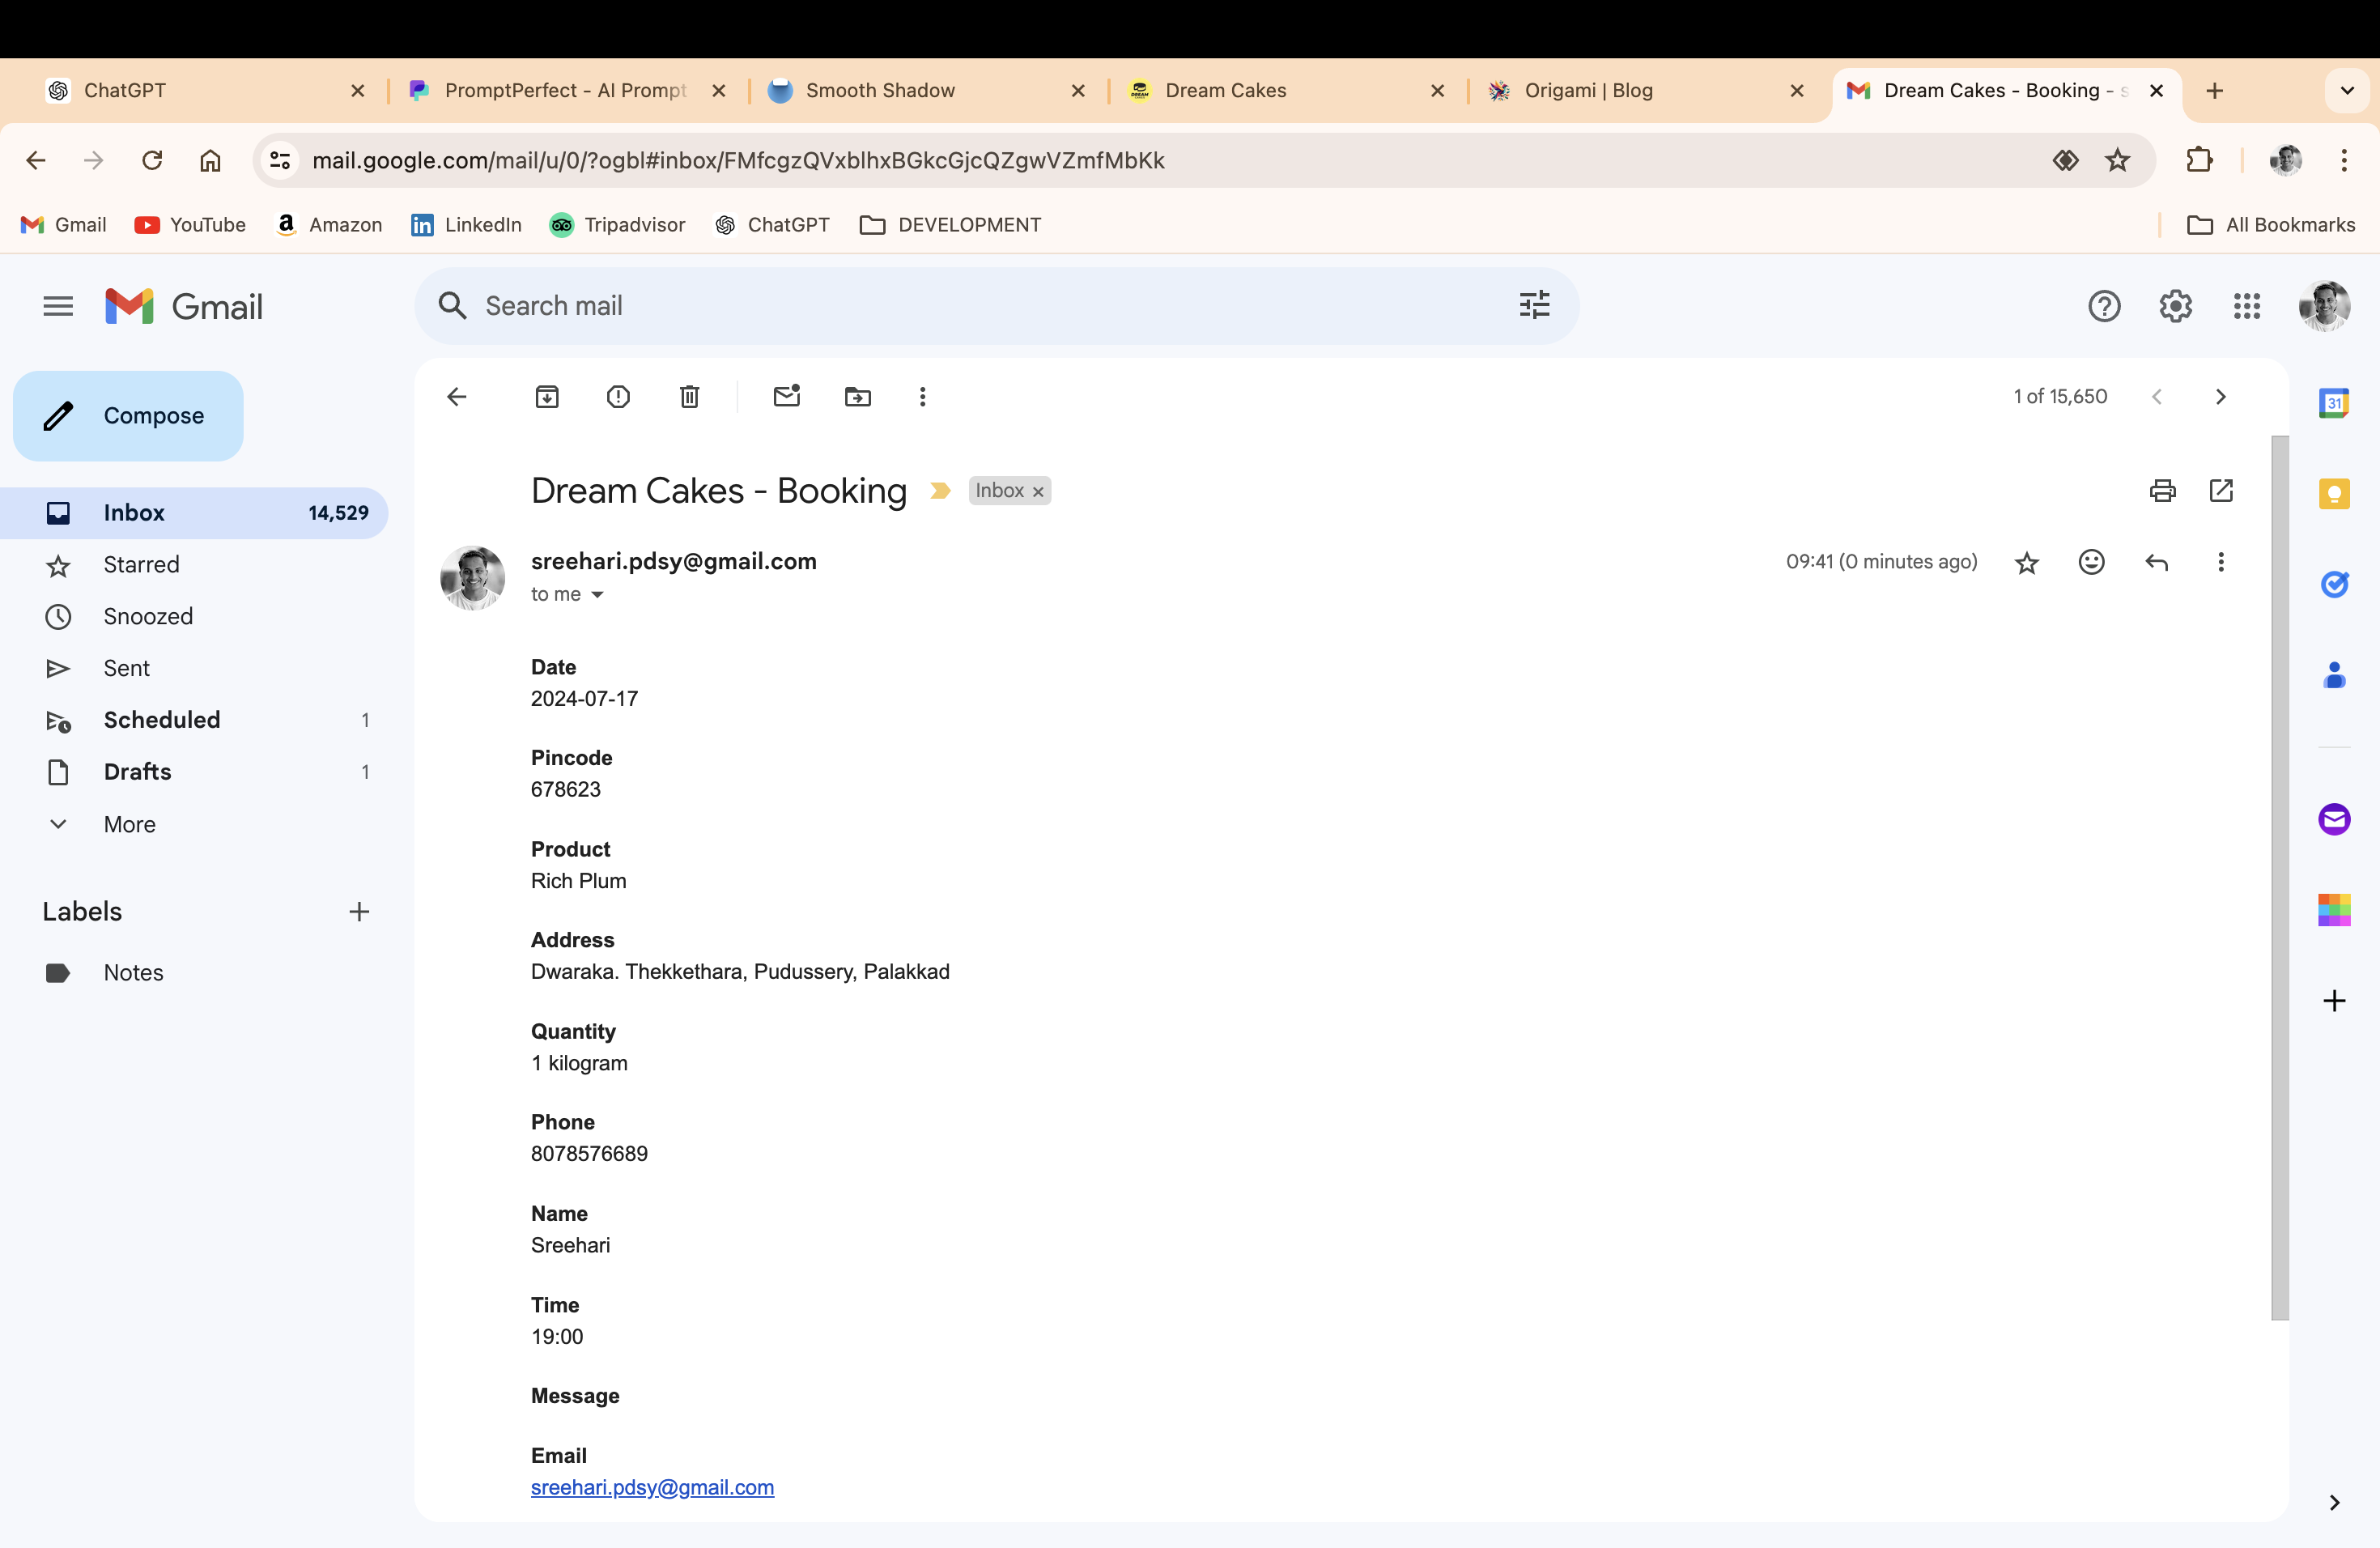 ChatGPT
PromptPerfect - AI Prompt
Smooth Shadow
Dream Cakes
Origami | Blog
Dream Cakes - Booking - s
mail.google.com/mail/u/0/?ogbl#inbox/FMfcgzQVxblhxBGkcGjcQZgwVZmfMbKk
Gmail
YouTube
Amazon
LinkedIn
Tripadvisor
ChatGPT
DEVELOPMENT
All Bookmarks
Gmail
Search mail
Compose
1 of 15,650
31
Inbox 14,529
Starred
Snoozed
Sent
Scheduled 1
Drafts 1
More
Labels
Notes
Dream Cakes - Booking
Inbox
sreehari.pdsy@gmail.com
09:41 (0 minutes ago)
to me
Date
2024-07-17
Pincode
678623
Product
Rich Plum
Address
Dwaraka. Thekkethara, Pudussery, Palakkad
Quantity
1 kilogram
Phone
8078576689
Name
Sreehari
Time
19:00
Message
Email
sreehari.pdsy@gmail.com